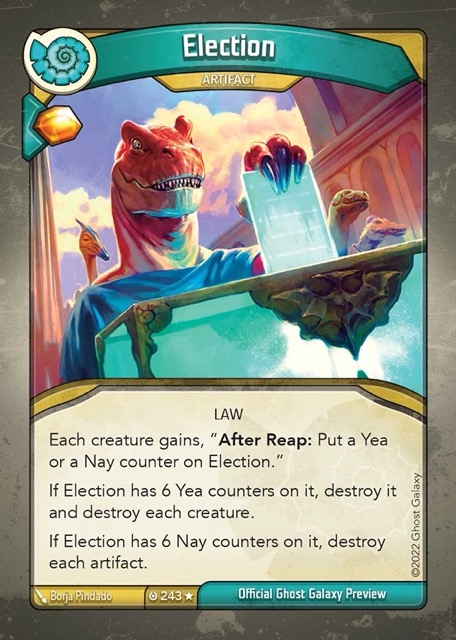 Election
ARTIFACT
LAW
Each creature gains, “After Reap: Put a Yea
or a Nay counter on Election.”
If Election has 6 Yea counters on it, destroy it
and destroy each creature.
If Election has 6 Nay counters on it, destroy
each artifact.
©2022 Ghost Galaxy
Borja Pindado
243★
Official Ghost Galaxy Preview